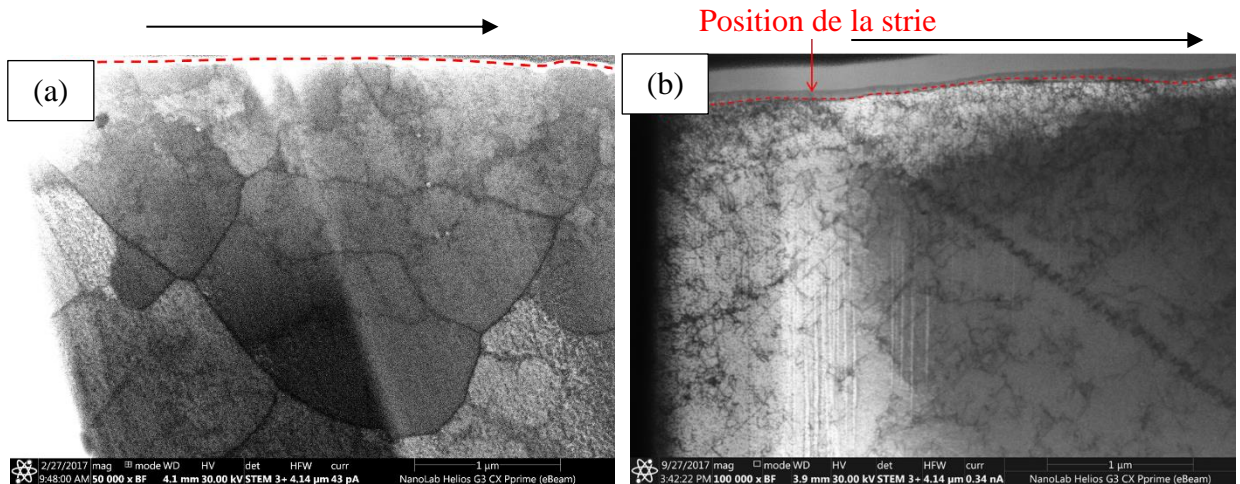 Position de la strie
(a)
(b)
2/27/2017 mag mode WD HV det HFW curr 1 µm
9:48:00 AM 50 000 x BF 4.1 mm 30.00 kV STEM 3+ 4.14 µm 43 pA NanoLab Helios G3 CX Pprime (eBeam)
9/27/2017 mag mode WD HV det HFW curr 1 µm
3:42:22 PM 100 000 x BF 3.9 mm 30.00 kV STEM 3+ 4.14 µm 0.34 nA NanoLab Helios G3 CX Pprime (eBeam)